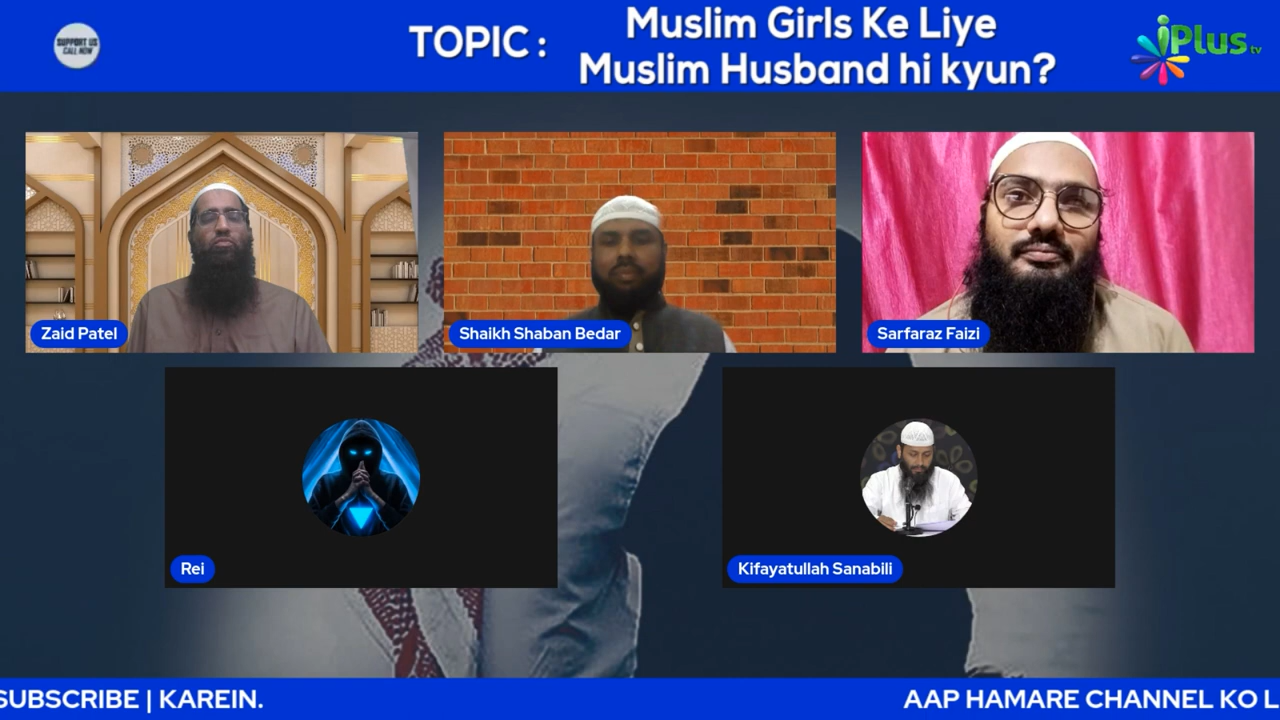 SUPPORT US
CALL NOW
TOPIC :
Muslim Girls Ke Liye
Muslim Husband hi kyun?
iPlus tv
Zaid Patel
Shaikh Shaban Bedar
Sarfaraz Faizi
Rei
Kifayatullah Sanabili
SUBSCRIBE | KAREIN.
AAP HAMARE CHANNEL KO L